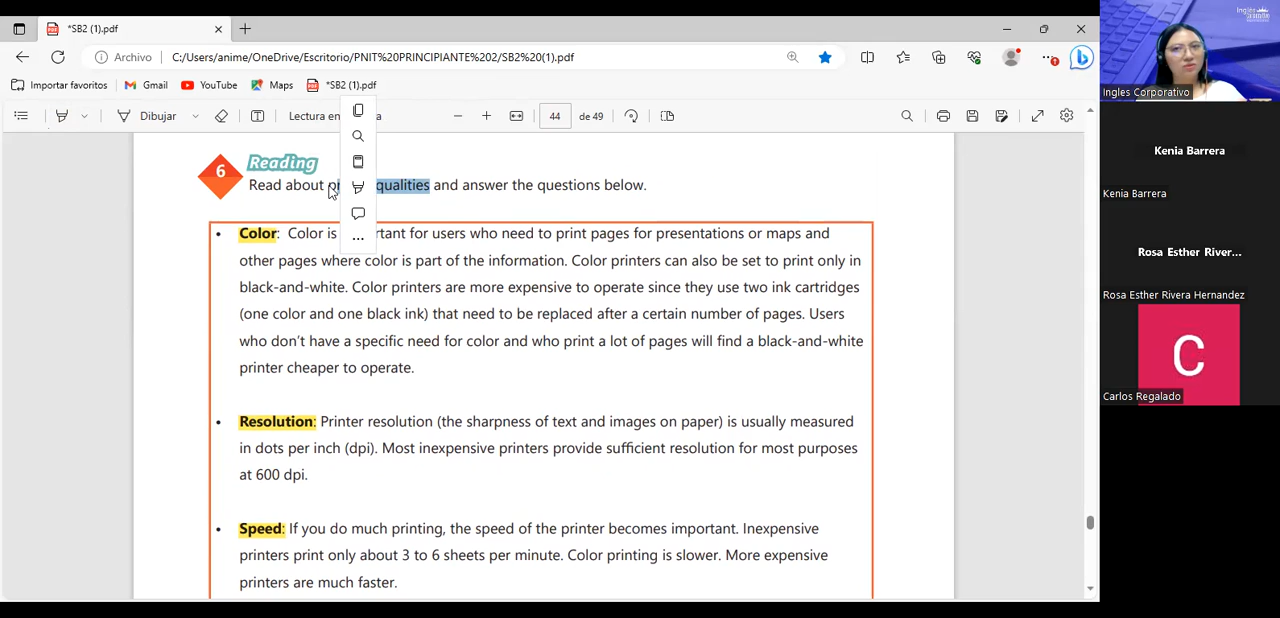 *SB2 (1).pdf
Archivo C:/Users/anime/OneDrive/Escritorio/PNIT%20PRINCIPIANTE%202/SB2%20(1).pdf
Importar favoritos Gmail YouTube Maps *SB2 (1).pdf
Dibujar Lectura en 44 de 49
6 Reading
Read about qualities and answer the questions below.
• Color: Color is tant for users who need to print pages for presentations or maps and
other pages where color is part of the information. Color printers can also be set to print only in
black-and-white. Color printers are more expensive to operate since they use two ink cartridges
(one color and one black ink) that need to be replaced after a certain number of pages. Users
who don't have a specific need for color and who print a lot of pages will find a black-and-white
printer cheaper to operate.
• Resolution: Printer resolution (the sharpness of text and images on paper) is usually measured
in dots per inch (dpi). Most inexpensive printers provide sufficient resolution for most purposes
at 600 dpi.
• Speed: If you do much printing, the speed of the printer becomes important. Inexpensive
printers print only about 3 to 6 sheets per minute. Color printing is slower. More expensive
printers are much faster.
Ingles Corporativo
Kenia Barrera
Kenia Barrera
Rosa Esther River...
Rosa Esther Rivera Hernandez
C
Carlos Regalado